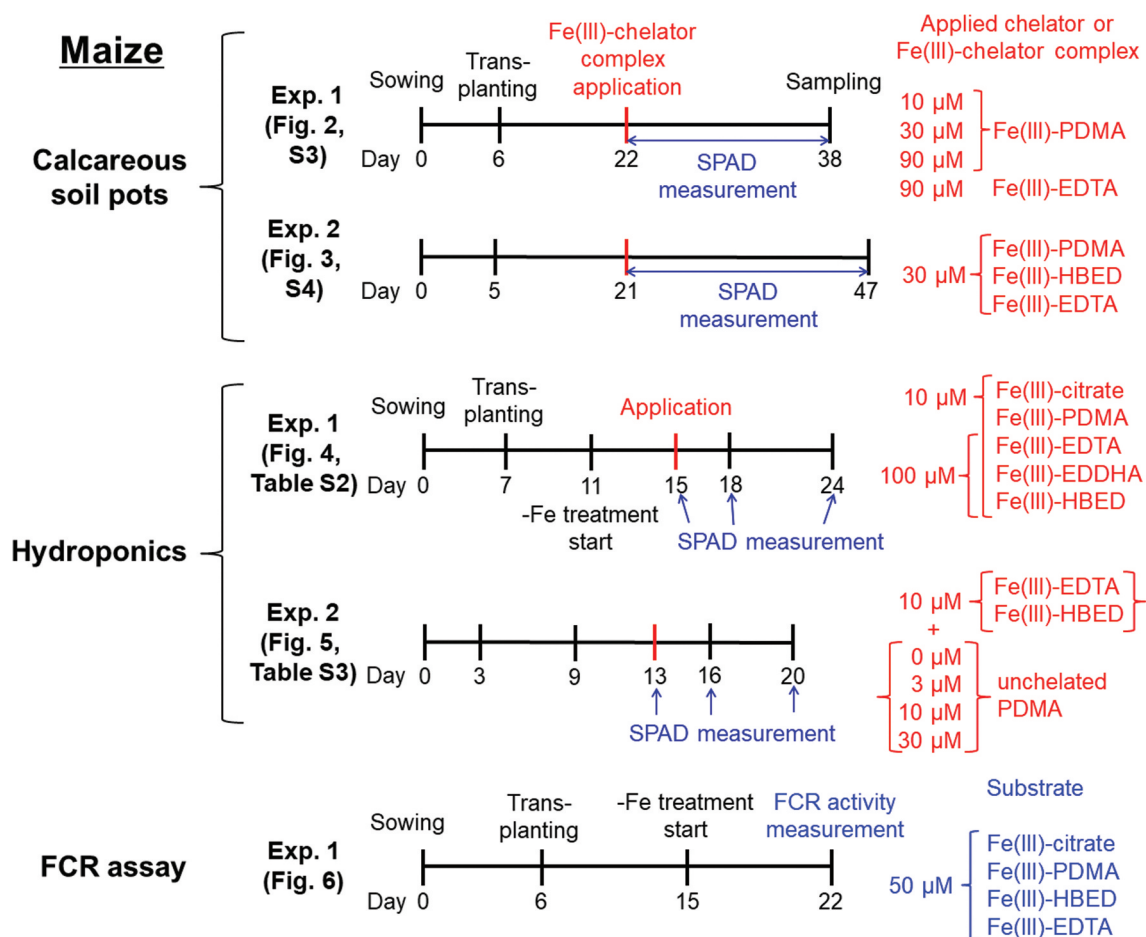 Maize
Calcareous
soil pots
Exp. 1
(Fig. 2,
S3)
Sowing
Trans-
planting
Fe(III)-chelator
complex
application
Sampling
Day 0 6 22 38
SPAD
measurement
Applied chelator or
Fe(III)-chelator complex
10 µM
30 µM
90 µM
Fe(III)-PDMA
90 µM Fe(III)-EDTA
Exp. 2
(Fig. 3,
S4)
Day 0 5 21 47
SPAD
measurement
30 µM
Fe(III)-PDMA
Fe(III)-HBED
Fe(III)-EDTA
Hydroponics
Exp. 1
(Fig. 4,
Table S2)
Sowing
Trans-
planting
Application
Day 0 7 11 15 18 24
-Fe treatment
start
SPAD measurement
10 µM
100 µM
Fe(III)-citrate
Fe(III)-PDMA
Fe(III)-EDTA
Fe(III)-EDDHA
Fe(III)-HBED
Exp. 2
(Fig. 5,
Table S3)
Day 0 3 9 13 16 20
SPAD measurement
10 µM
Fe(III)-EDTA
Fe(III)-HBED
+
0 µM
3 µM
10 µM
30 µM
unchelated
PDMA
FCR assay
Exp. 1
(Fig. 6)
Sowing
Trans-
planting
-Fe treatment
start
FCR activity
measurement
Day 0 6 15 22
Substrate
50 µM
Fe(III)-citrate
Fe(III)-PDMA
Fe(III)-HBED
Fe(III)-EDTA